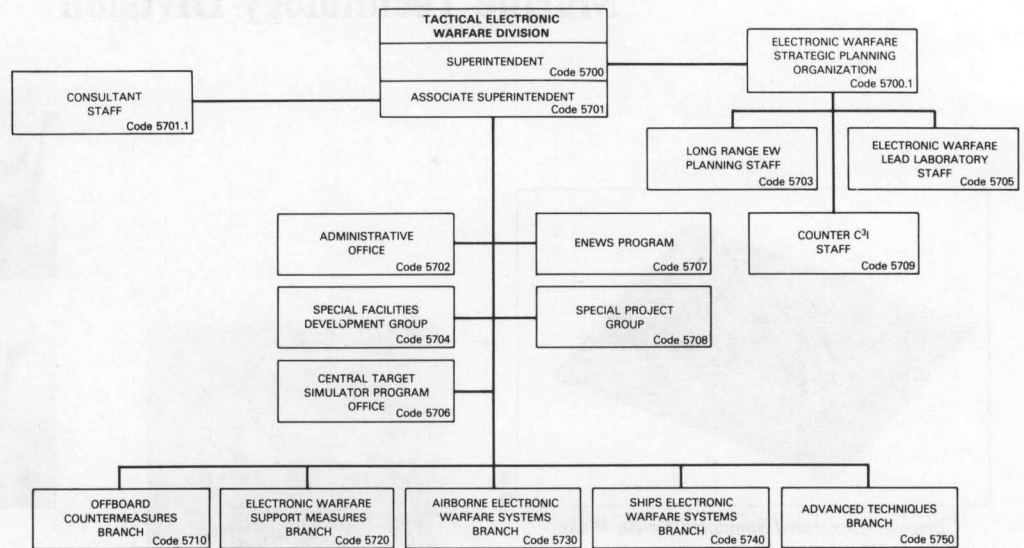 TACTICAL ELECTRONIC
WARFARE DIVISION
SUPERINTENDENT
Code 5700
ASSOCIATE SUPERINTENDENT
Code 5701
CONSULTANT
STAFF
Code 5701.1
ELECTRONIC WARFARE
STRATEGIC PLANNING
ORGANIZATION
Code 5700.1
LONG RANGE EW
PLANNING STAFF
Code 5703
ELECTRONIC WARFARE
LEAD LABORATORY
STAFF
Code 5705
COUNTER C³I
STAFF
Code 5709
ADMINISTRATIVE
OFFICE
Code 5702
ENEWS PROGRAM
Code 5707
SPECIAL FACILITIES
DEVELOPMENT GROUP
Code 5704
SPECIAL PROJECT
GROUP
Code 5708
CENTRAL TARGET
SIMULATOR PROGRAM
OFFICE
Code 5706
OFFBOARD
COUNTERMEASURES
BRANCH
Code 5710
ELECTRONIC WARFARE
SUPPORT MEASURES
BRANCH
Code 5720
AIRBORNE ELECTRONIC
WARFARE SYSTEMS
BRANCH
Code 5730
SHIPS ELECTRONIC
WARFARE SYSTEMS
BRANCH
Code 5740
ADVANCED TECHNIQUES
BRANCH
Code 5750